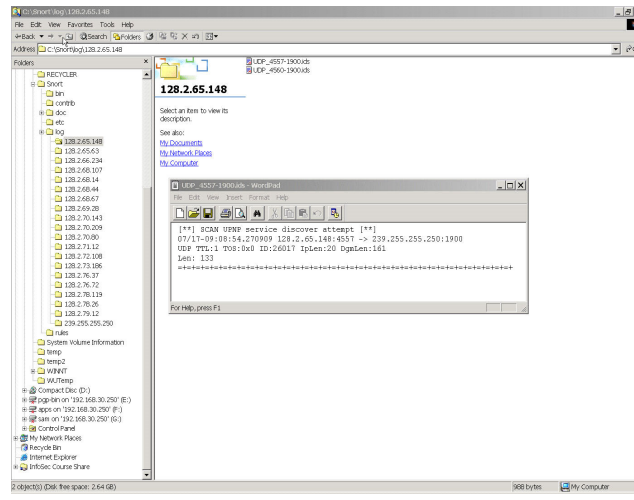 C:\Snort\log\128.2.65.148
File Edit View Favorites Tools Help
Back Search Folders
Address C:\Snort\log\128.2.65.148
Folders
RECYCLER
Snort
bin
contrib
doc
etc
log
128.2.65.148
128.2.65.63
128.2.66.234
128.2.68.107
128.2.68.14
128.2.68.44
128.2.68.67
128.2.69.28
128.2.70.143
128.2.70.209
128.2.70.80
128.2.71.12
128.2.72.108
128.2.73.186
128.2.76.37
128.2.76.72
128.2.78.119
128.2.78.26
128.2.79.12
239.255.255.250
rules
System Volume Information
temp
temp2
WINNT
WUTemp
Compact Disc (D:)
pgp-bin on '192.168.30.250' (E:)
apps on '192.168.30.250' (F:)
sam on '192.168.30.250' (G:)
Control Panel
My Network Places
Recycle Bin
Internet Explorer
InfoSec Course Share
128.2.65.148
Select an item to view its
description.
See also:
My Documents
My Network Places
My Computer
UDP_4557-1900.ids
UDP_4560-1900.ids
UDP_4557-1900.ids - WordPad
File Edit View Insert Format Help
[**] SCAN UPNP service discover attempt [**]
07/17-09:08:54.270909 128.2.65.148:4557 -> 239.255.255.250:1900
UDP TTL:1 TOS:0x0 ID:26017 IpLen:20 DgmLen:161
Len: 133
=+=+=+=+=+=+=+=+=+=+=+=+=+=+=+=+=+=+=+=+=+=+=+=+=+=+=+=+=+=+=+=+=+=+=+=+
For Help, press F1
2 object(s) (Disk free space: 2.64 GB) 988 bytes My Computer